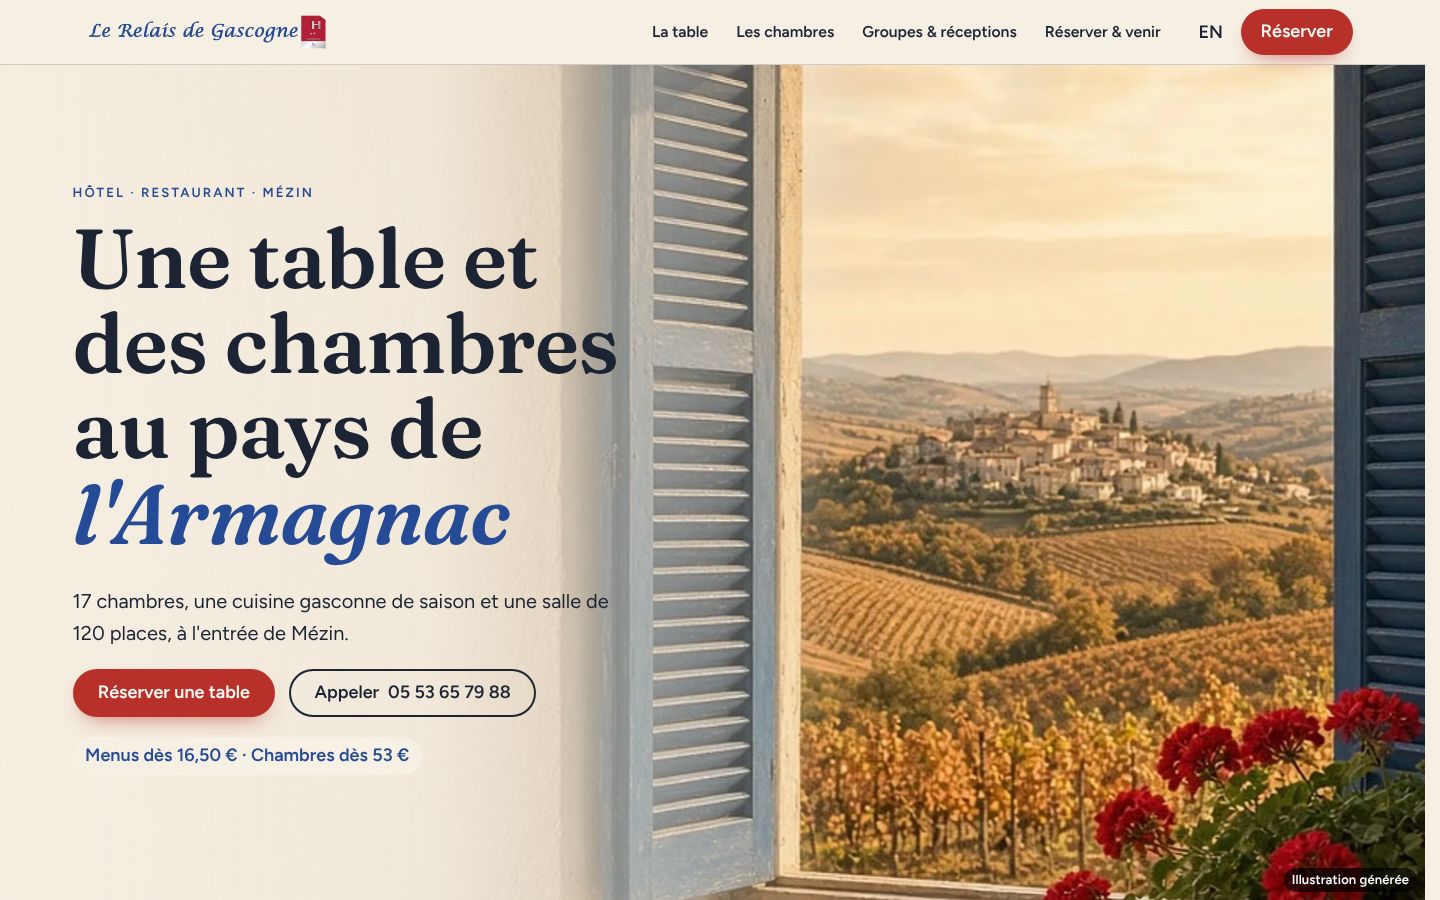 Le Relais de Gascogne
H
La table
Les chambres
Groupes & réceptions
Réserver & venir
EN
Réserver
HÔTEL · RESTAURANT · MÉZIN
Une table et
des chambres
au pays de
l'Armagnac
17 chambres, une cuisine gasconne de saison et une salle de
120 places, à l'entrée de Mézin.
Réserver une table
Appeler 05 53 65 79 88
Menus dès 16,50 € · Chambres dès 53 €
Illustration générée